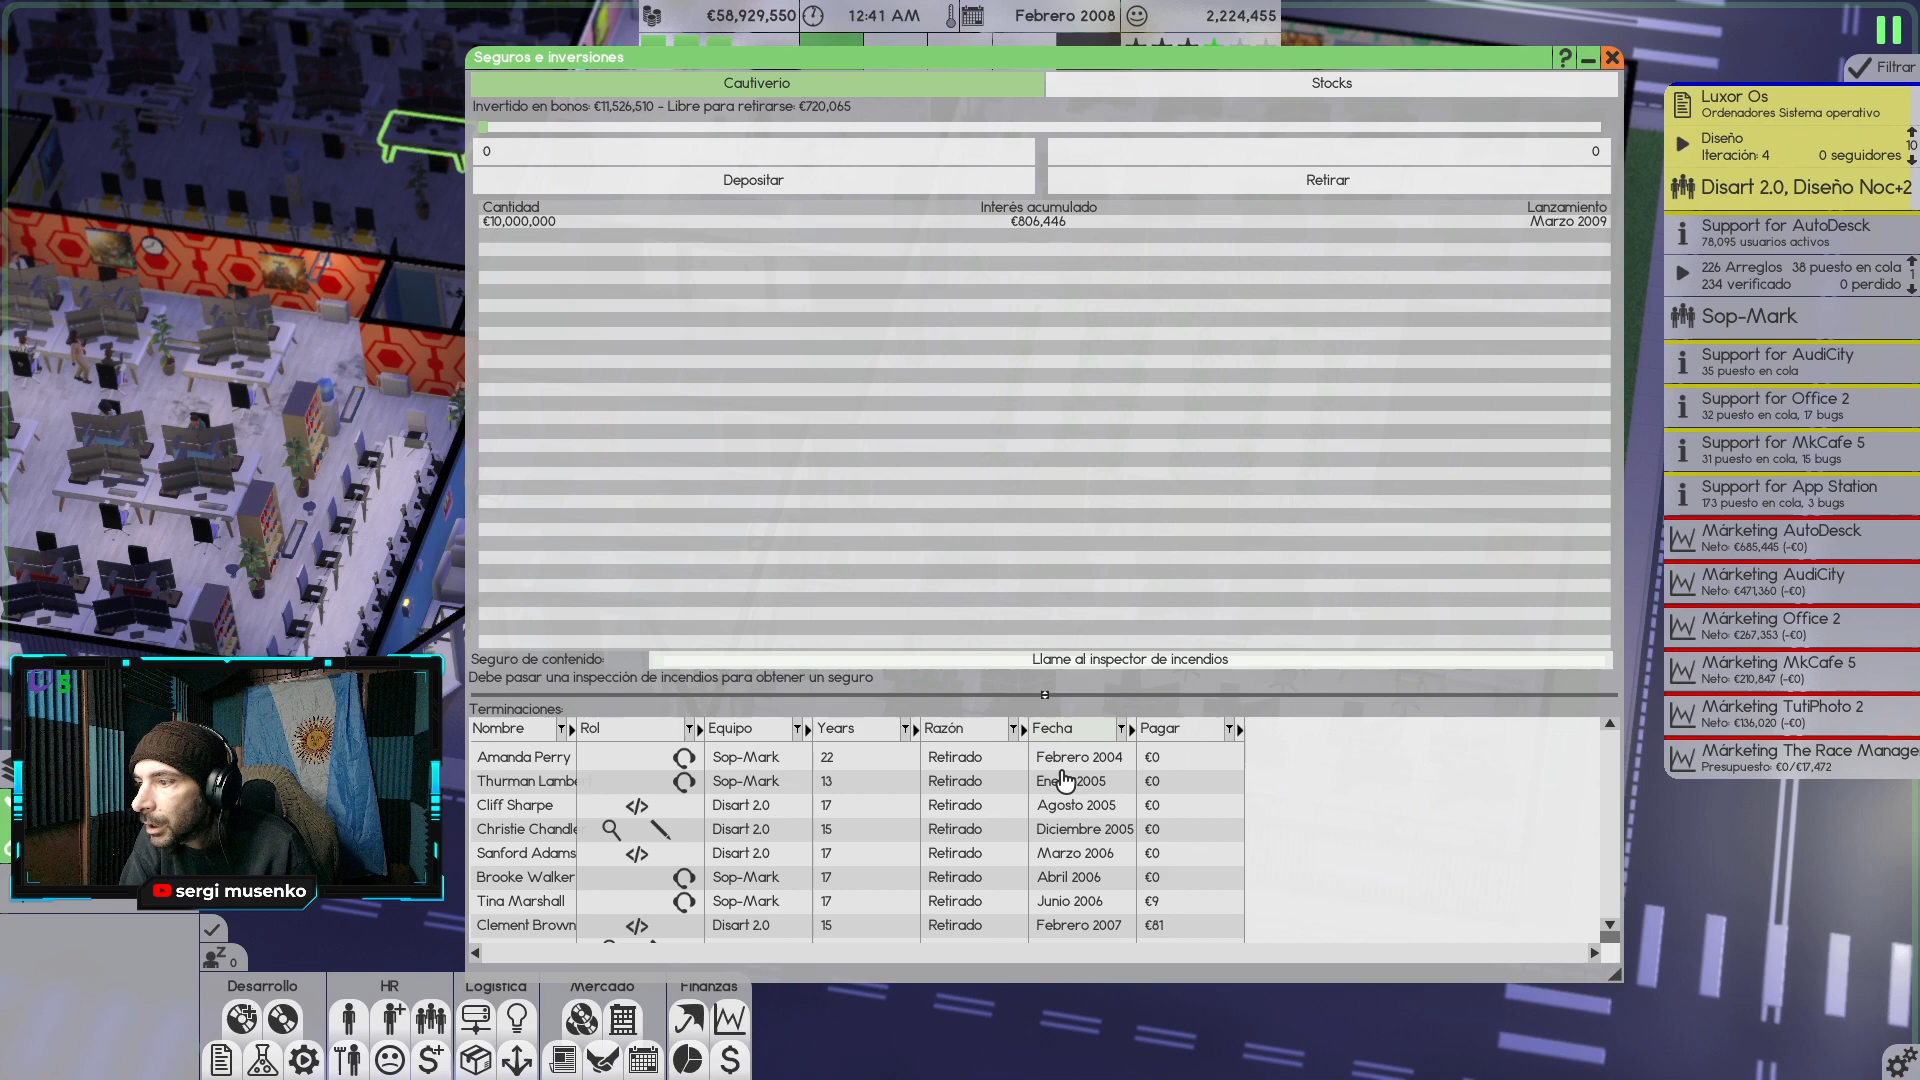 €58,929,550
12:41 AM
Febrero 2008
2,224,455
Seguros e inversiones
?
Cautiverio
Stocks
Invertido en bonos: €11,526,510 - Libre para retirarse: €720,065
0
0
Depositar
Retirar
Cantidad
Interés acumulado
Lanzamiento
€10,000,000
€806,446
Marzo 2009
Seguro de contenido:
Llame al inspector de incendios
Debe pasar una inspección de incendios para obtener un seguro
Terminaciones:
Nombre
Rol
Equipo
Years
Razón
Fecha
Pagar
Amanda Perry
Sop-Mark
22
Retirado
Febrero 2004
€0
Thurman Lambe
Sop-Mark
13
Retirado
2005
€0
Cliff Sharpe
Disart 2.0
17
Retirado
Agosto 2005
€0
Christie Chandle
Disart 2.0
15
Retirado
Diciembre 2005
€0
Sanford Adams
Disart 2.0
17
Retirado
Marzo 2006
€0
Brooke Walker
Sop-Mark
17
Retirado
Abril 2006
€0
Tina Marshall
Sop-Mark
17
Retirado
Junio 2006
€9
Clement Brown
Disart 2.0
15
Retirado
Febrero 2007
€81
Filtrar
Luxor Os
Ordenadores Sistema operativo
Diseño
Iteración: 4
0 seguidores
10
Disart 2.0, Diseño Noc+2
Support for AutoDesck
78,095 usuarios activos
226 Arreglos
38 puesto en cola
234 verificado
0 perdido
1
Sop-Mark
Support for AudiCity
35 puesto en cola
Support for Office 2
32 puesto en cola, 17 bugs
Support for MkCafe 5
31 puesto en cola, 15 bugs
Support for App Station
173 puesto en cola, 3 bugs
Márketing AutoDesck
Neto: €685,445 (-€0)
Márketing AudiCity
Neto: €471,360 (-€0)
Márketing Office 2
Neto: €267,353 (-€0)
Márketing MkCafe 5
Neto: €210,847 (-€0)
Márketing TutiPhoto 2
Neto: €136,020 (-€0)
Márketing The Race Manage
Presupuesto: €0/€17,472
sergi musenko
Z
0
Desarrollo
HR
Logística
Mercado
Finanzas